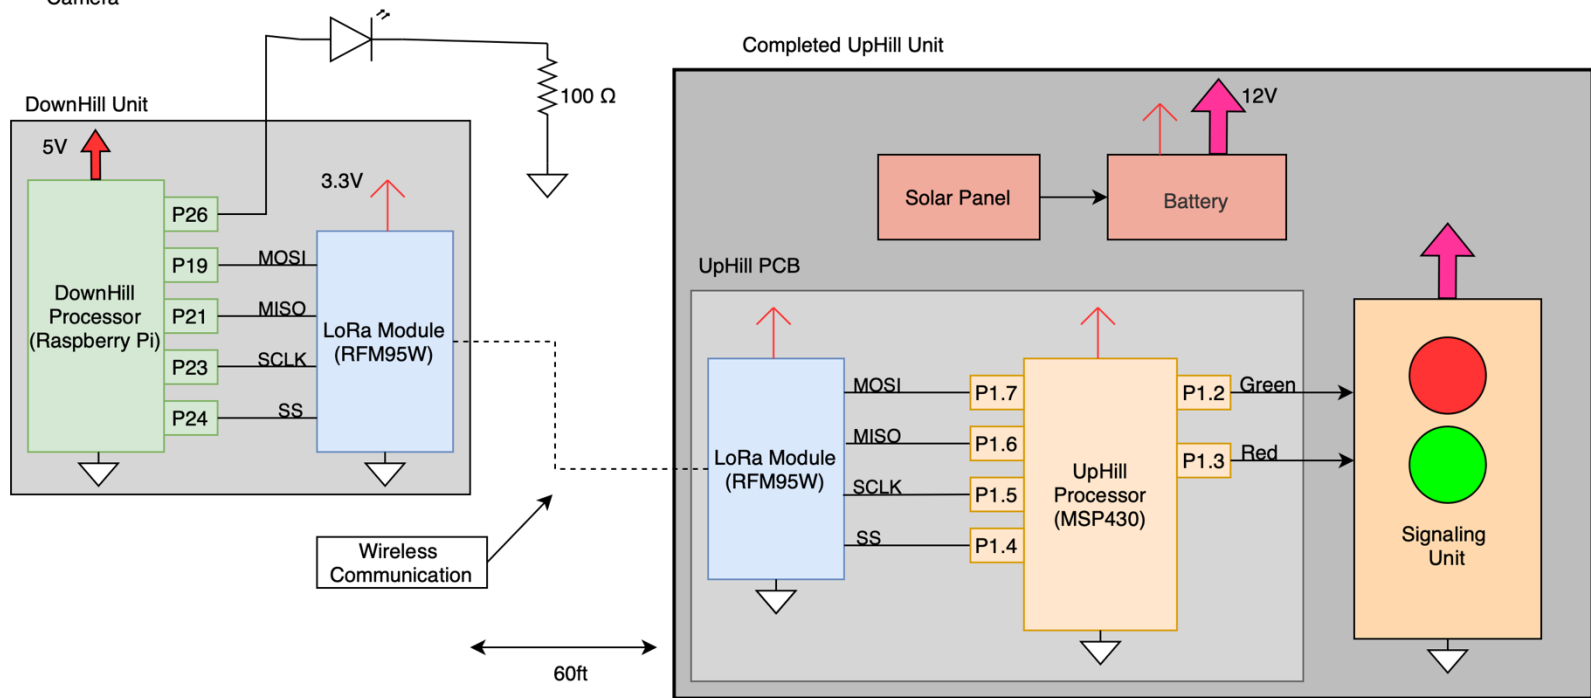 Camera
100 Ω
DownHill Unit
5V
3.3V
P26
P19
P21
P23
P24
MOSI
MISO
SCLK
SS
DownHill
Processor
(Raspberry Pi)
LoRa Module
(RFM95W)
Wireless
Communication
60ft
Completed UpHill Unit
12V
Solar Panel
Battery
UpHill PCB
LoRa Module
(RFM95W)
MOSI
MISO
SCLK
SS
P1.7
P1.6
P1.5
P1.4
UpHill
Processor
(MSP430)
P1.2
P1.3
Green
Red
Signaling
Unit